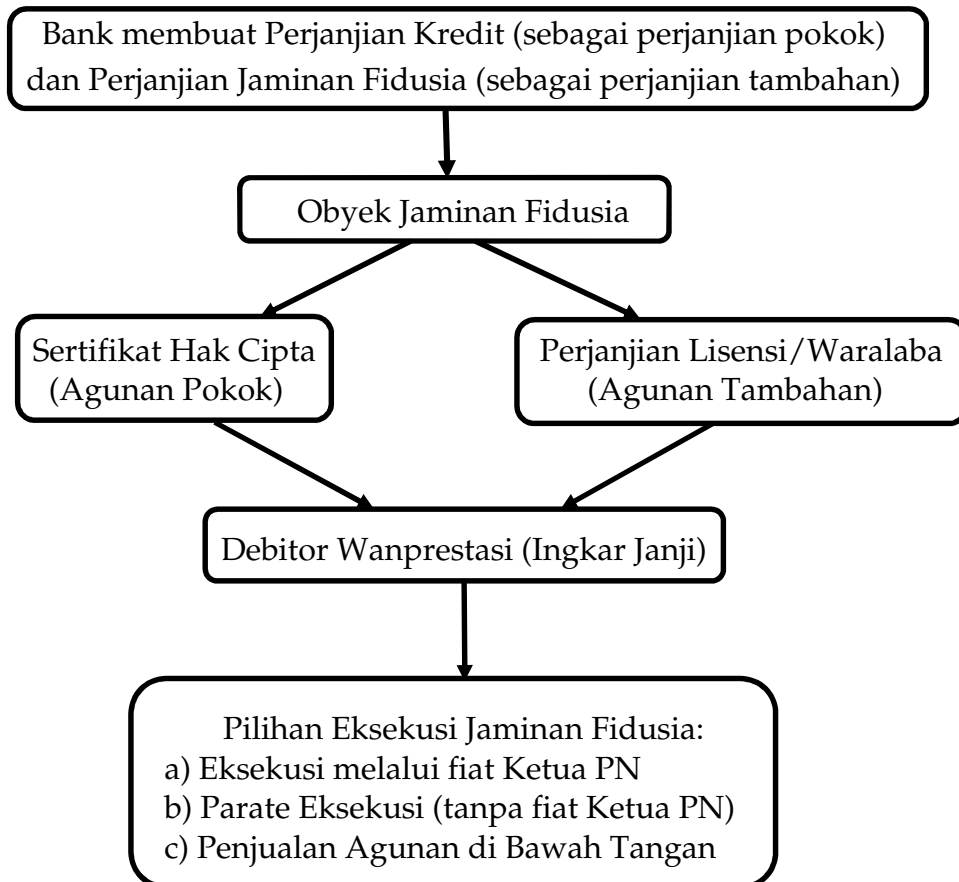 Bank membuat Perjanjian Kredit (sebagai perjanjian pokok)
dan Perjanjian Jaminan Fidusia (sebagai perjanjian tambahan)
Obyek Jaminan Fidusia
Sertifikat Hak Cipta
(Agunan Pokok)
Perjanjian Lisensi/Waralaba
(Agunan Tambahan)
Debitor Wanprestasi (Ingkar Janji)
Pilihan Eksekusi Jaminan Fidusia:
a) Eksekusi melalui fiat Ketua PN
b) Parate Eksekusi (tanpa fiat Ketua PN)
c) Penjualan Agunan di Bawah Tangan